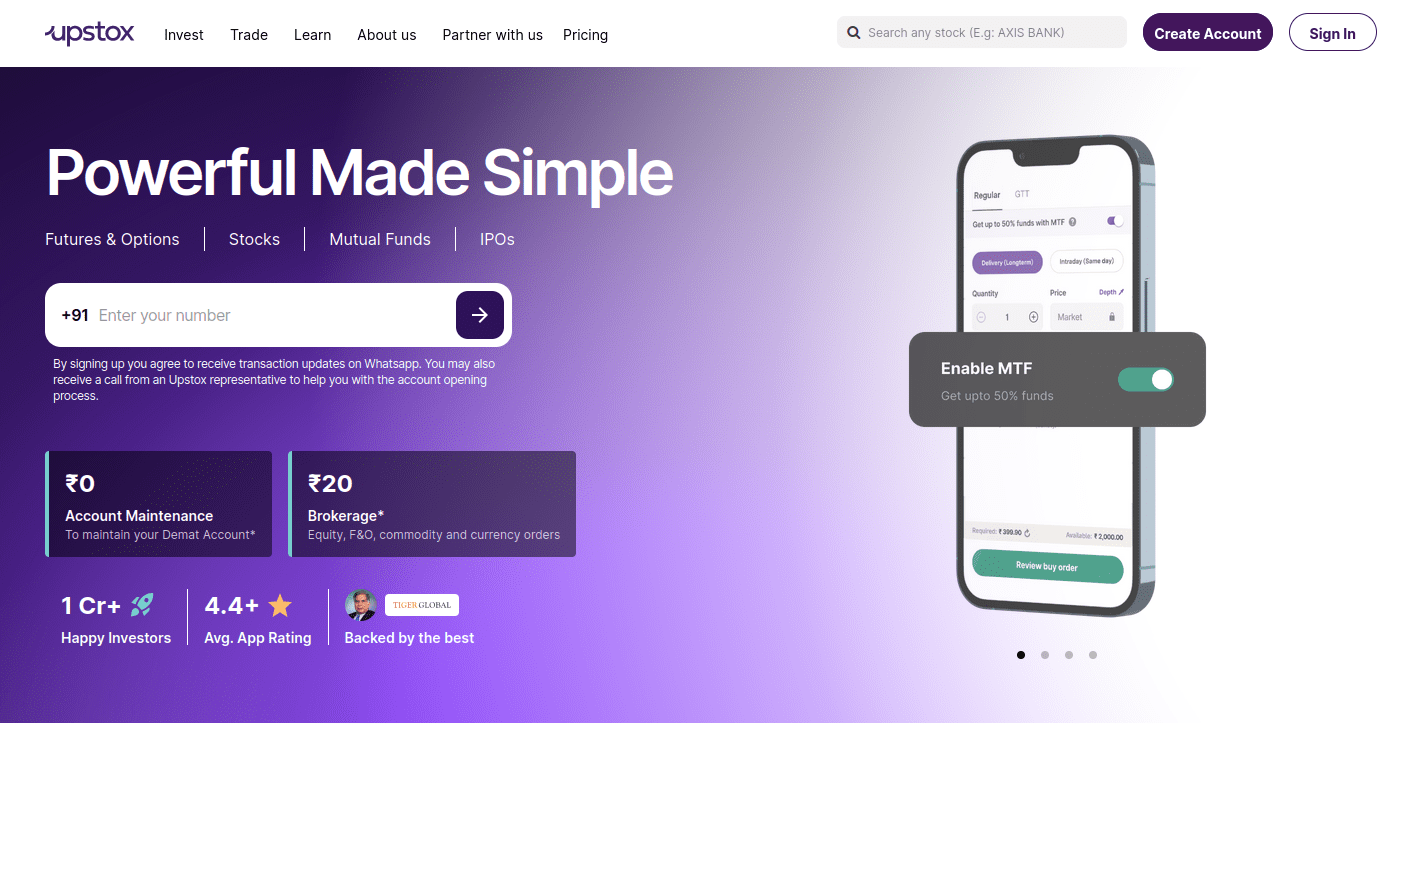 upstox
Invest
Trade
Learn
About us
Partner with us
Pricing
Search any stock (E.g: AXIS BANK)
Create Account
Sign In
Powerful Made Simple
Futures & Options
Stocks
Mutual Funds
IPOs
+91 Enter your number
By signing up you agree to receive transaction updates on Whatsapp. You may also
receive a call from an Upstox representative to help you with the account opening
process.
₹0
Account Maintenance
To maintain your Demat Account*
₹20
Brokerage*
Equity, F&O, commodity and currency orders
1 Cr+
Happy Investors
4.4+
Avg. App Rating
TIGER GLOBAL
Backed by the best
Regular
GTT
Get up to 50% funds with MTF ?
Delivery (Longterm)
Intraday (Same day)
Quantity
Price
Depth
1
Market
Enable MTF
Get upto 50% funds
Required: ₹ 399.90
Available: ₹ 2,000.00
Review buy order